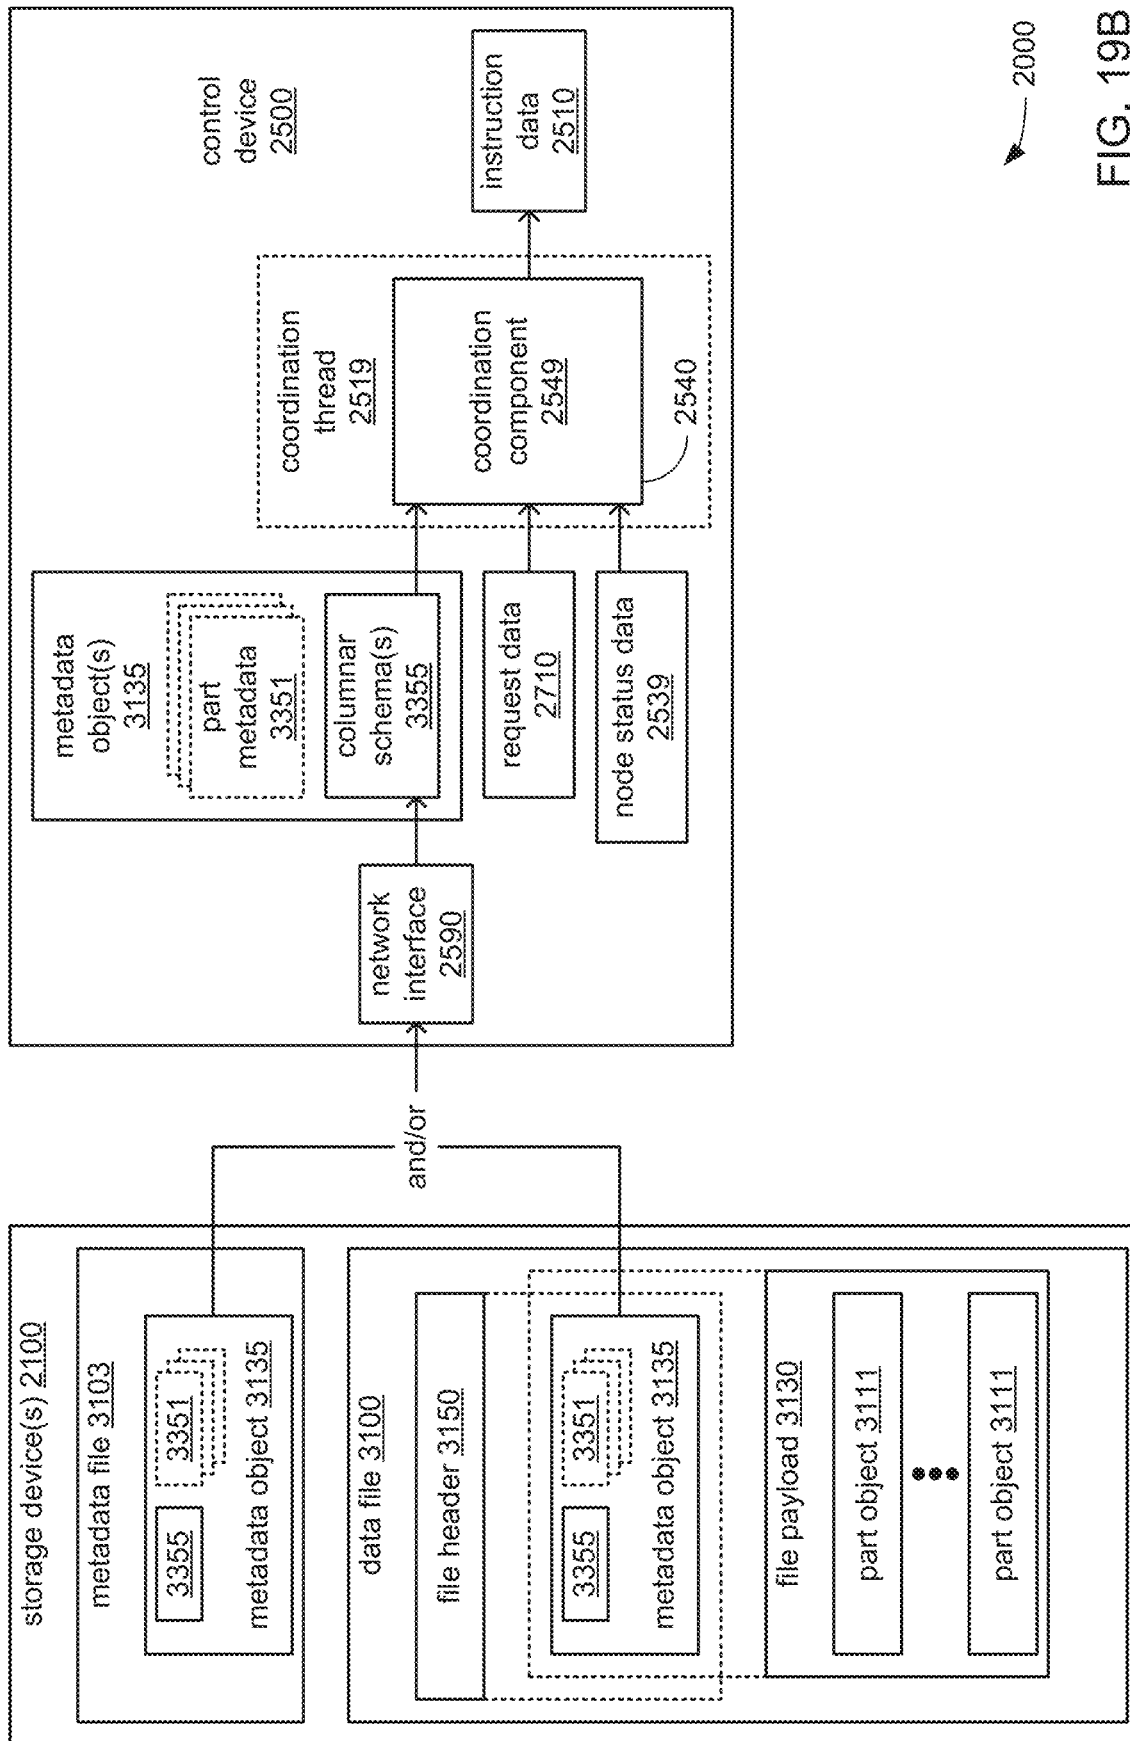 storage device(s) 2100
metadata file 3103
3355
3351
metadata object 3135
data file 3100
file header 3150
3355
3351
metadata object 3135
file payload 3130
part object 3111
part object 3111
and/or
control
device
2500
network
interface
2590
metadata
object(s)
3135
part
metadata
3351
columnar
schema(s)
3355
request data
2710
node status data
2539
coordination
thread
2519
coordination
component
2549
2540
instruction
data
2510
2000
FIG. 19B